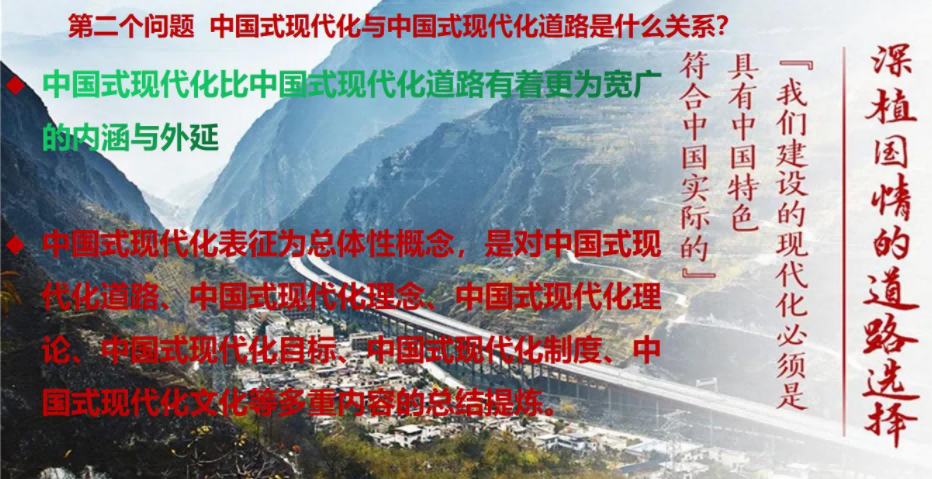 第二个问题 中国式现代化与中国式现代化道路是什么关系?
中国式现代化比中国式现代化道路有着更为宽广
的内涵与外延
中国式现代化表征为总体性概念，是对中国式现
代化道路、中国式现代化理念、中国式现代化理
论、中国式现代化目标、中国式现代化制度、中
国式现代化文化等多重内容的总结提炼。
深植国情的道路选择
『我们建设的现代化必须是
具有中国特色
符合中国实际的』